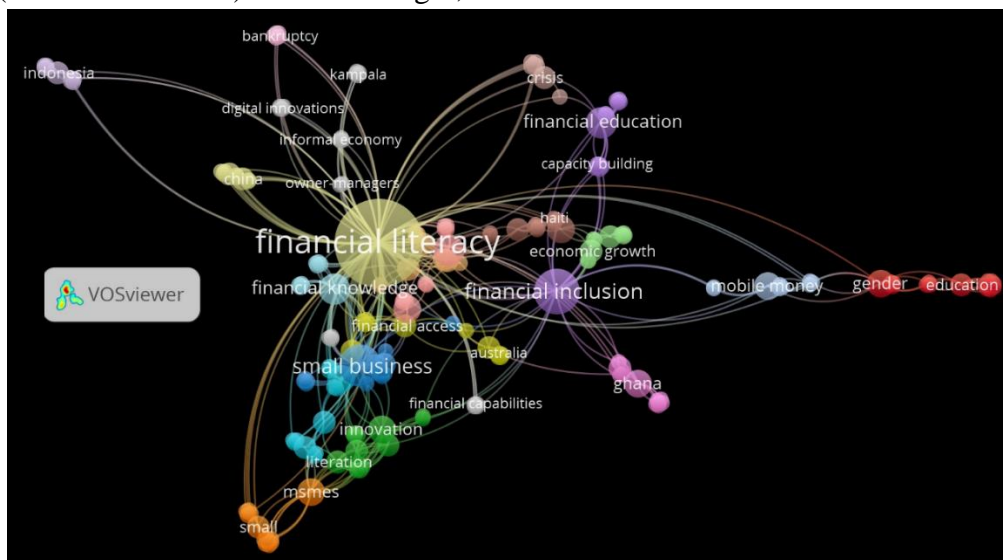 bankruptcy
indonesia
kampala
crisis
digital innovations
financial education
informal economy
capacity building
china
owner-managers
haiti
financial literacy
economic growth
financial knowledge
financial inclusion
mobile money
gender
education
VOSviewer
financial access
australia
small business
ghana
financial capabilities
innovation
literation
msmes
small